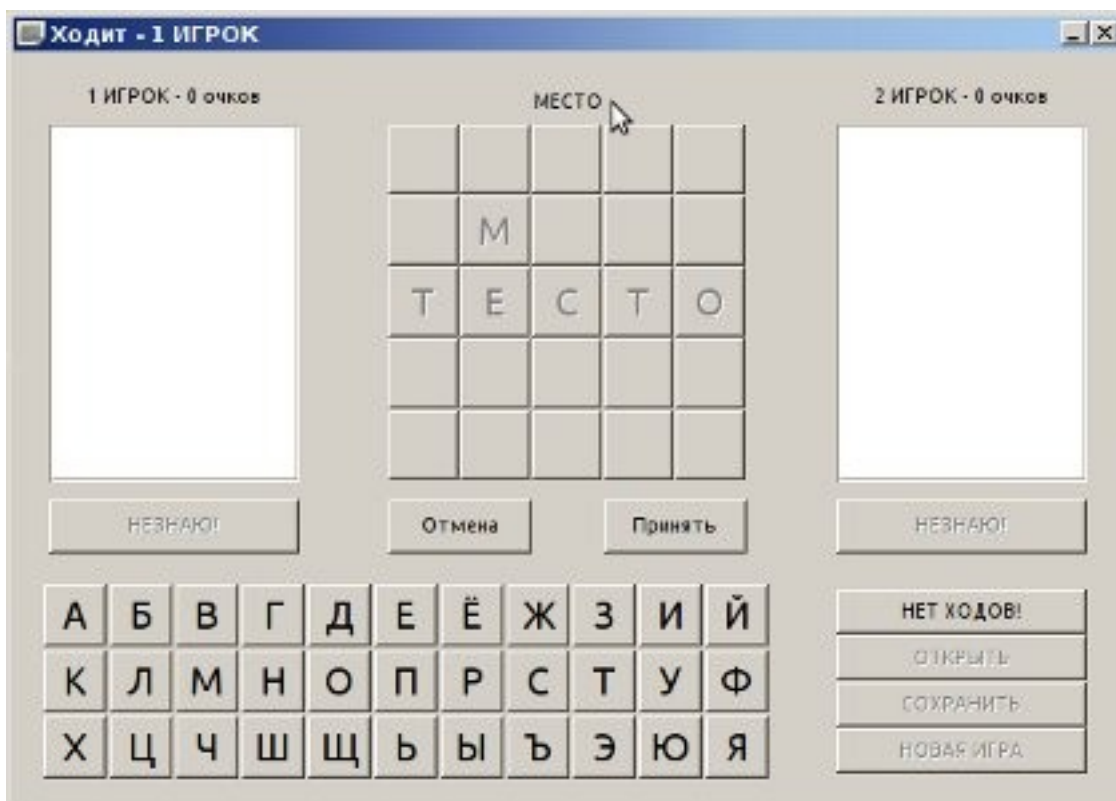 Ходит - 1 ИГРОК
1 ИГРОК - 0 очков
МЕСТО
2 ИГРОК - 0 очков
М
Т Е С Т О
НЕЗНАЮ!
Отмена
Принять
НЕЗНАЮ!
А Б В Г Д Е Ё Ж З И Й
К Л М Н О П Р С Т У Ф
Х Ц Ч Ш Щ Ь Ы Ъ Э Ю Я
НЕТ ХОДОВ!
ОТКРЫТЬ
СОХРАНИТЬ
НОВАЯ ИГРА